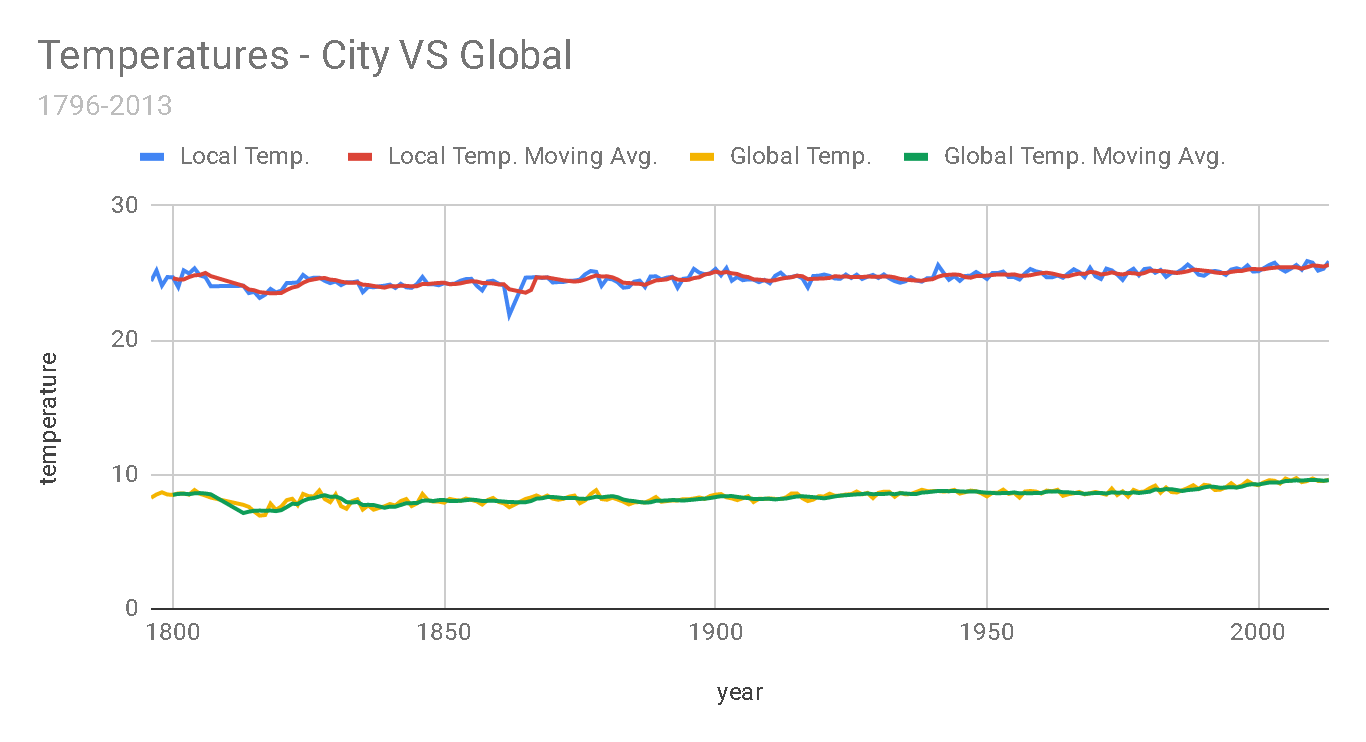 Temperatures - City VS Global
1796-2013
Local Temp. Local Temp. Moving Avg. Global Temp. Global Temp. Moving Avg.
30
20
10
0
temperature
1800 1850 1900 1950 2000
year